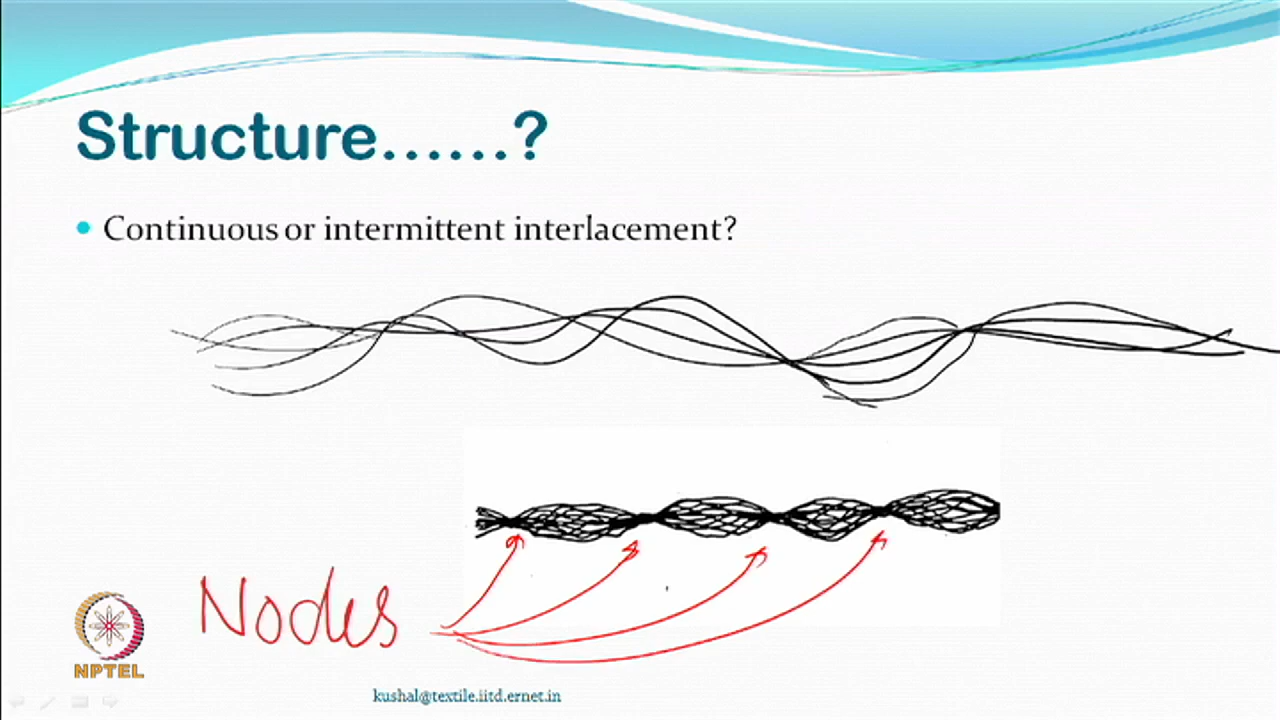 Structure......?
Continuous or intermittent interlacement?
Nodes
NPTEL
kushal@textile.iitd.ernet.in